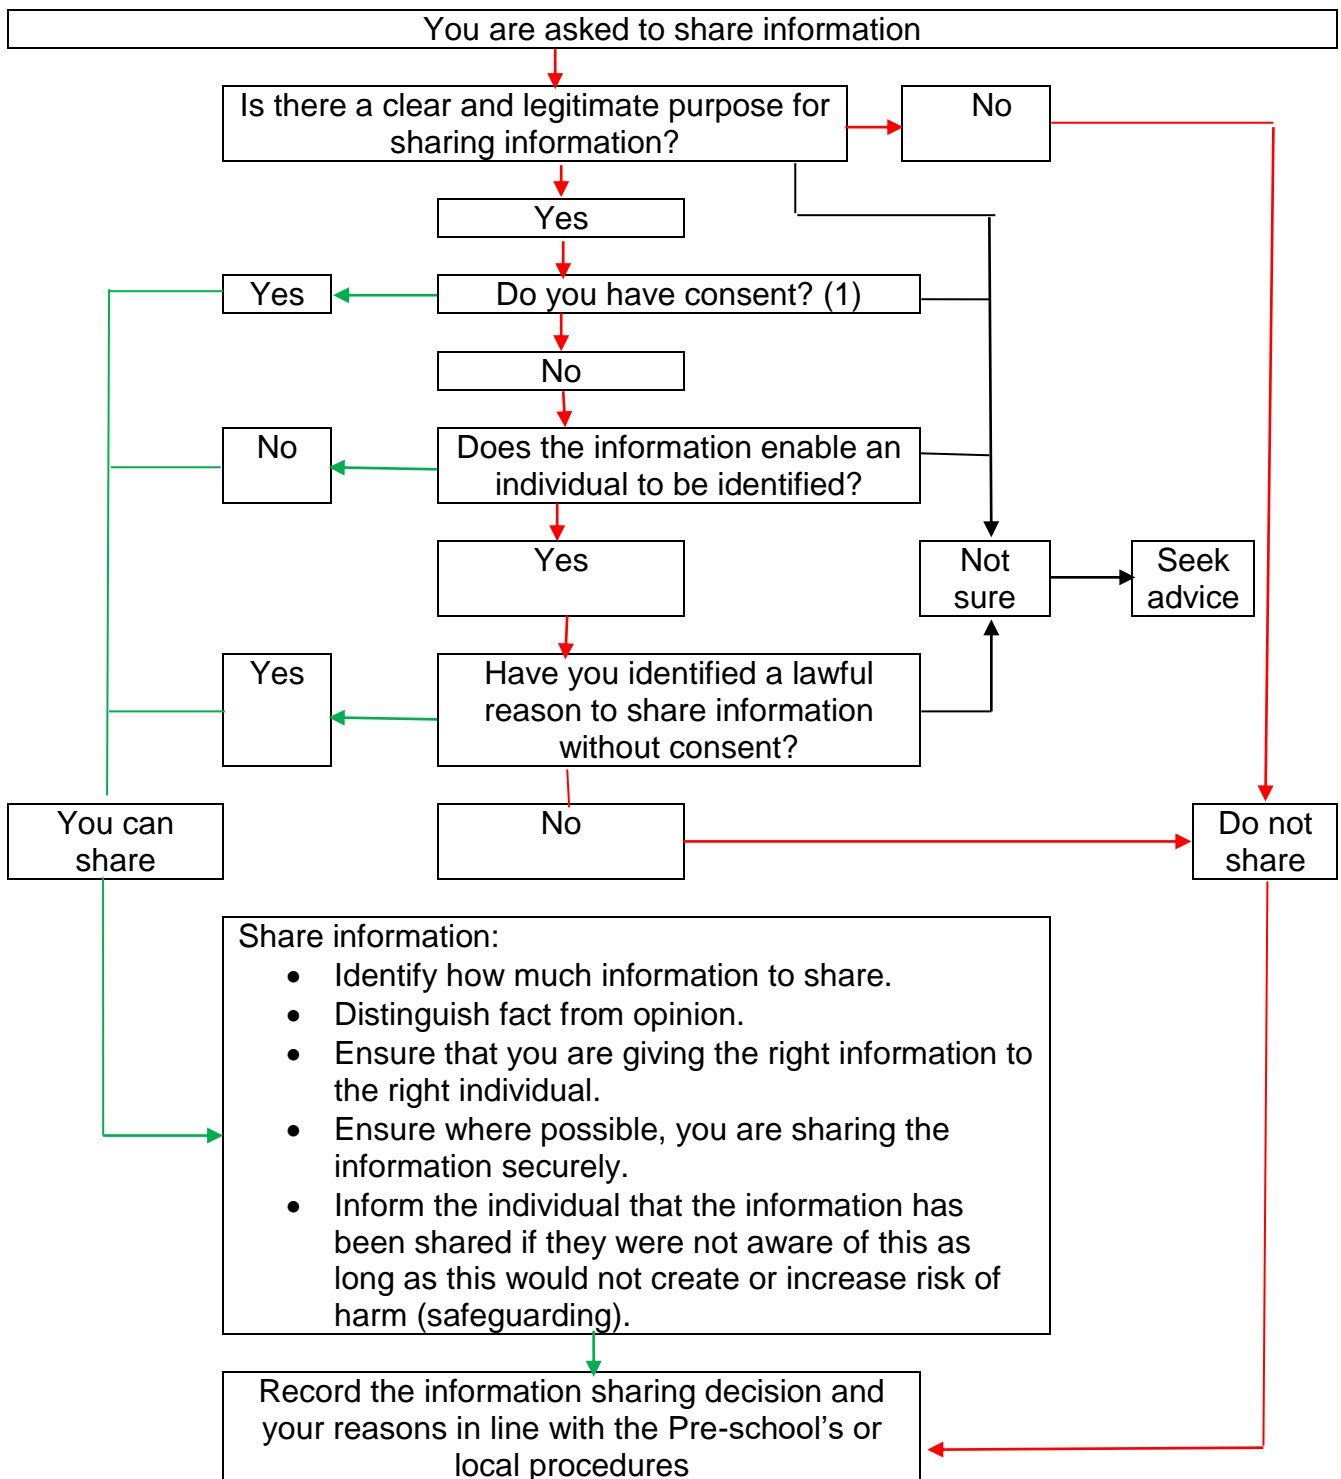 You are asked to share information
Is there a clear and legitimate purpose for
sharing information?
No
Yes
Yes
Do you have consent? (1)
No
No
Does the information enable an
individual to be identified?
Yes
Not
sure
Seek
advice
Yes
Have you identified a lawful
reason to share information
without consent?
You can
share
No
Do not
share
Share information:
• Identify how much information to share.
• Distinguish fact from opinion.
• Ensure that you are giving the right information to
the right individual.
• Ensure where possible, you are sharing the
information securely.
• Inform the individual that the information has
been shared if they were not aware of this as
long as this would not create or increase risk of
harm (safeguarding).
Record the information sharing decision and
your reasons in line with the Pre-school’s or
local procedures